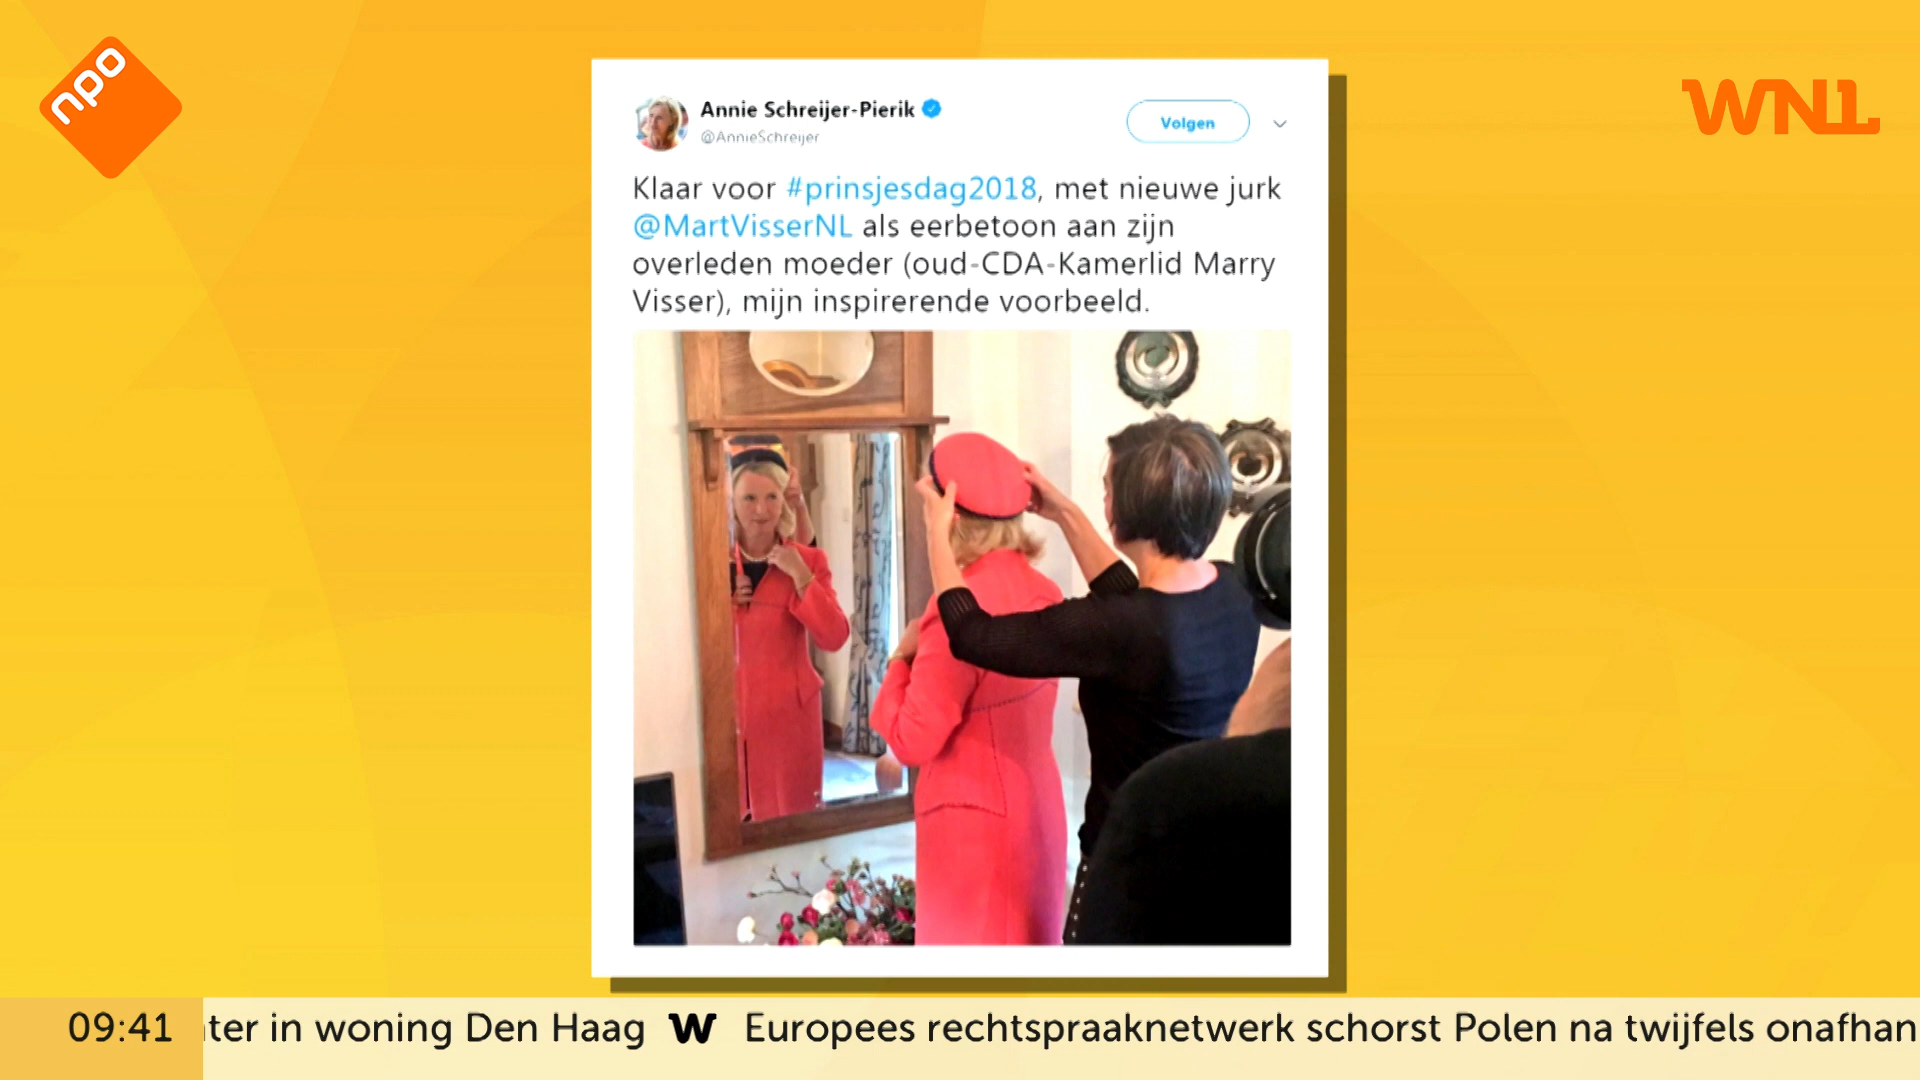 npo
WNL
Annie Schreijer-Pierik
@AnnieSchreijer
Volgen
Klaar voor #prinsjesdag2018, met nieuwe jurk
@MartVisserNL als eerbetoon aan zijn
overleden moeder (oud-CDA-Kamerlid Marry
Visser), mijn inspirerende voorbeeld.
09:41
ter in woning Den Haag W Europees rechtspraaknetwerk schorst Polen na twijfels onafhan